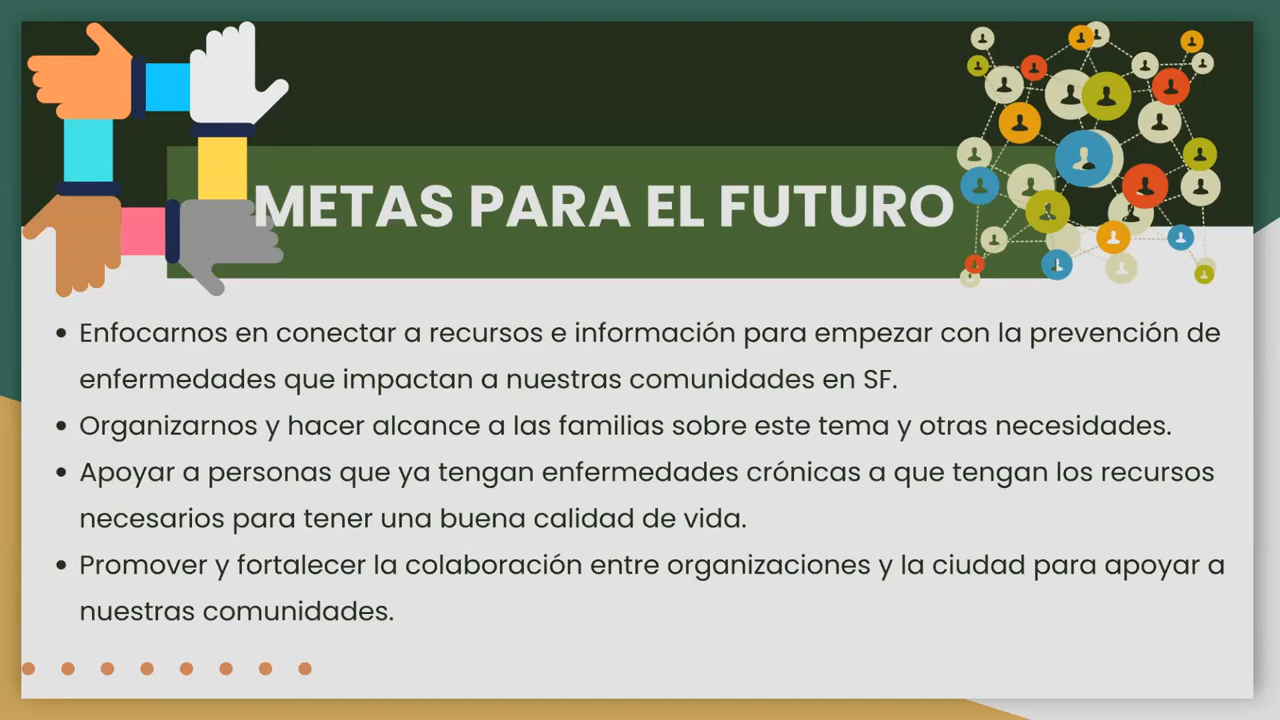 METAS PARA EL FUTURO
• Enfocarnos en conectar a recursos e información para empezar con la prevención de
enfermedades que impactan a nuestras comunidades en SF.
• Organizarnos y hacer alcance a las familias sobre este tema y otras necesidades.
• Apoyar a personas que ya tengan enfermedades crónicas a que tengan los recursos
necesarios para tener una buena calidad de vida.
• Promover y fortalecer la colaboración entre organizaciones y la ciudad para apoyar a
nuestras comunidades.